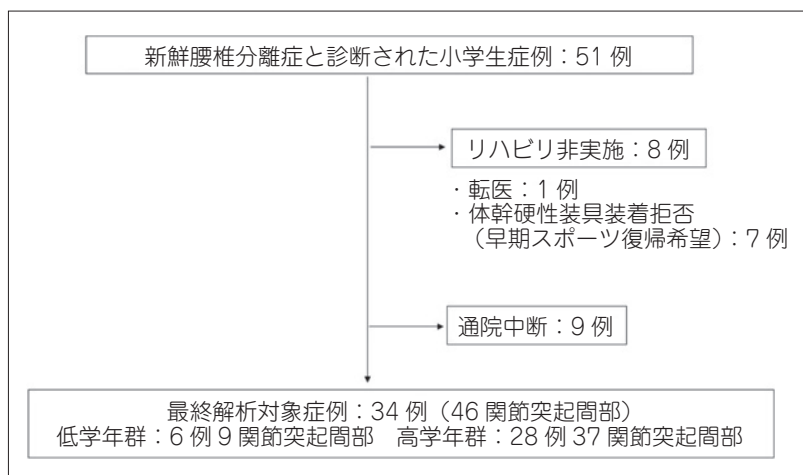 新鮮腰椎分離症と診断された小学生症例：51 例
リハビリ非実施：8 例
・転医：1 例
・体幹硬性装具装着拒否
（早期スポーツ復帰希望）：7 例
通院中断：9 例
最終解析対象症例：34 例（46 関節突起間部）
低学年群：6 例 9 関節突起間部　高学年群：28 例 37 関節突起間部